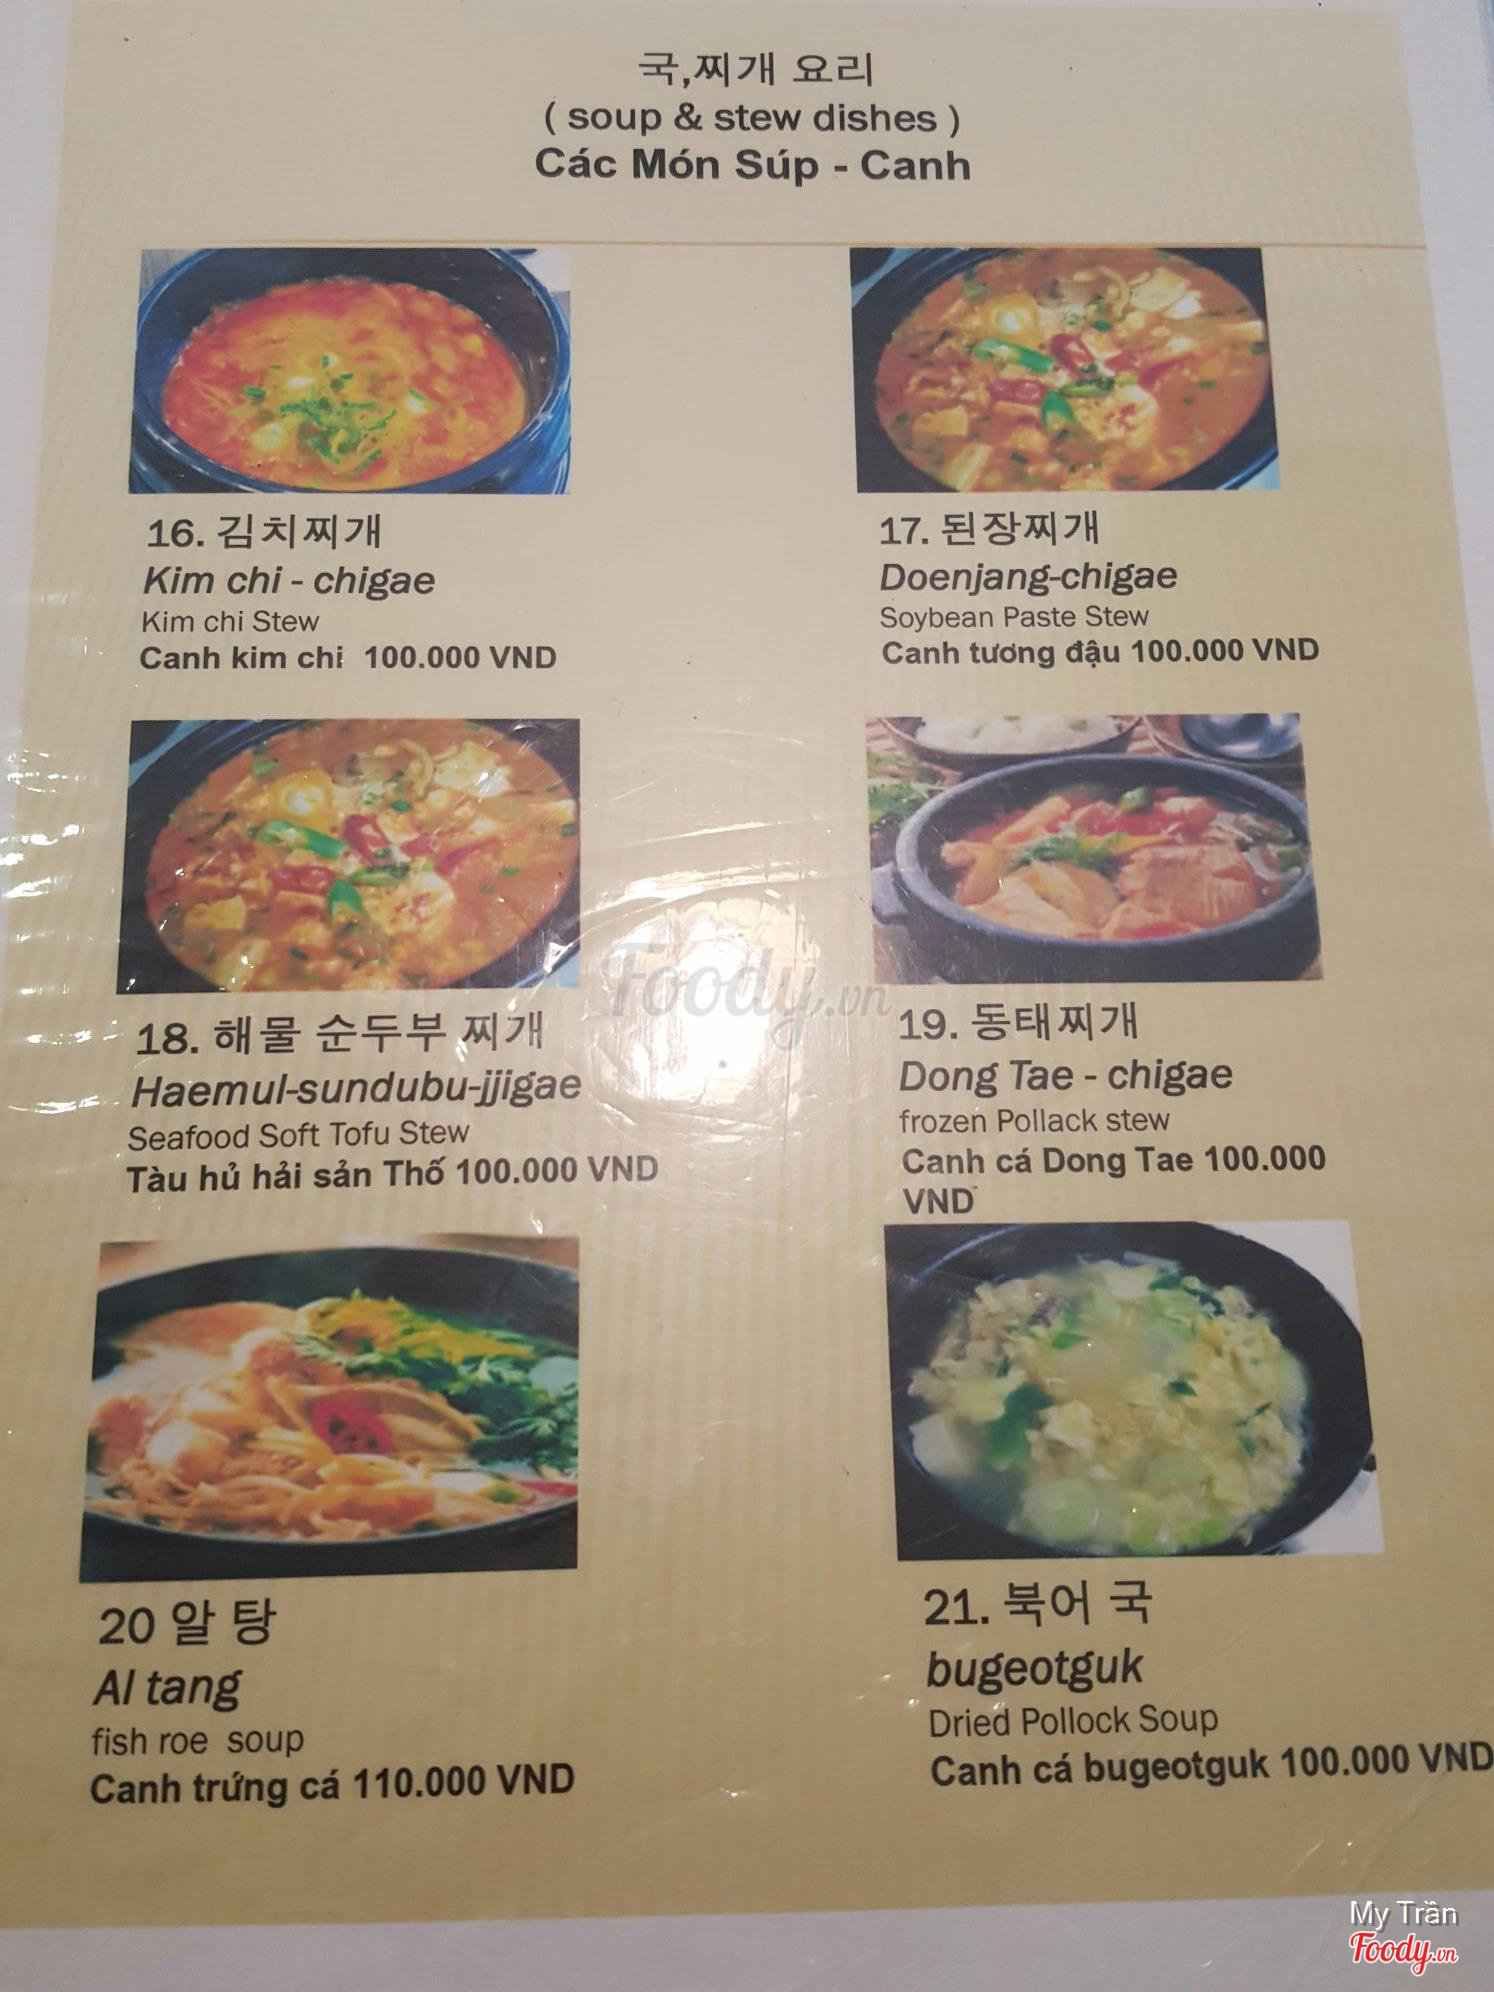 국,찌개 요리
( soup & stew dishes )
Các Món Súp - Canh
16. 김치찌개
Kim chi - chigae
Kim chi Stew
Canh kim chi 100.000 VND
17. 된장찌개
Doenjang-chigae
Soybean Paste Stew
Canh tương đậu 100.000 VND
18. 해물 순두부 찌개
Haemul-sundubu-jjigae
Seafood Soft Tofu Stew
Tàu hủ hải sản Thố 100.000 VND
19. 동태찌개
Dong Tae - chigae
frozen Pollack stew
Canh cá Dong Tae 100.000
VND
20 알 탕
Al tang
fish roe soup
Canh trứng cá 110.000 VND
21. 북어 국
bugeotguk
Dried Pollock Soup
Canh cá bugeotguk 100.000 VND
Foody.vn
My Trần
Foody.vn